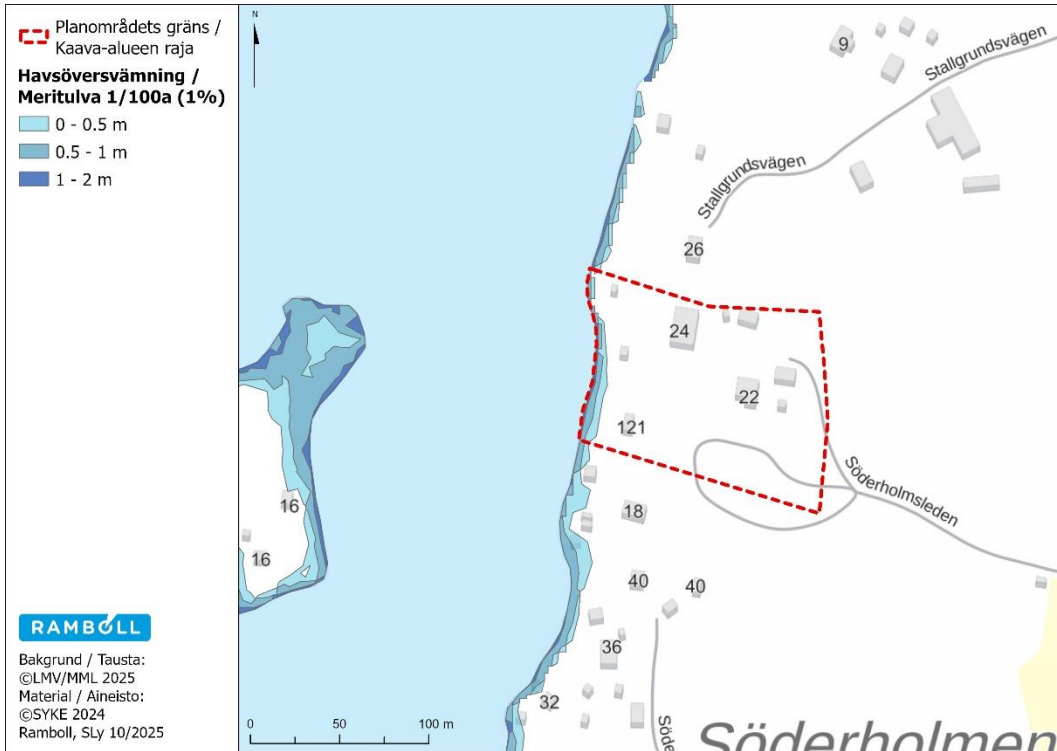 Planområdets gräns /
Kaava-alueen raja
Havsöversvämning /
Meritulva 1/100a (1%)
0 - 0.5 m
0.5 - 1 m
1 - 2 m
RAMBOLL
Bakgrund / Tausta:
©LMV/MML 2025
Material / Aineisto:
©SYKE 2024
Ramboll, SLy 10/2025
N
9
Stallgrundsvägen
Stallgrundsvägen
26
24
22
121
Söderholmsleden
16
18
16
40
40
36
32
0 50 100 m
Söde
Söderholmen